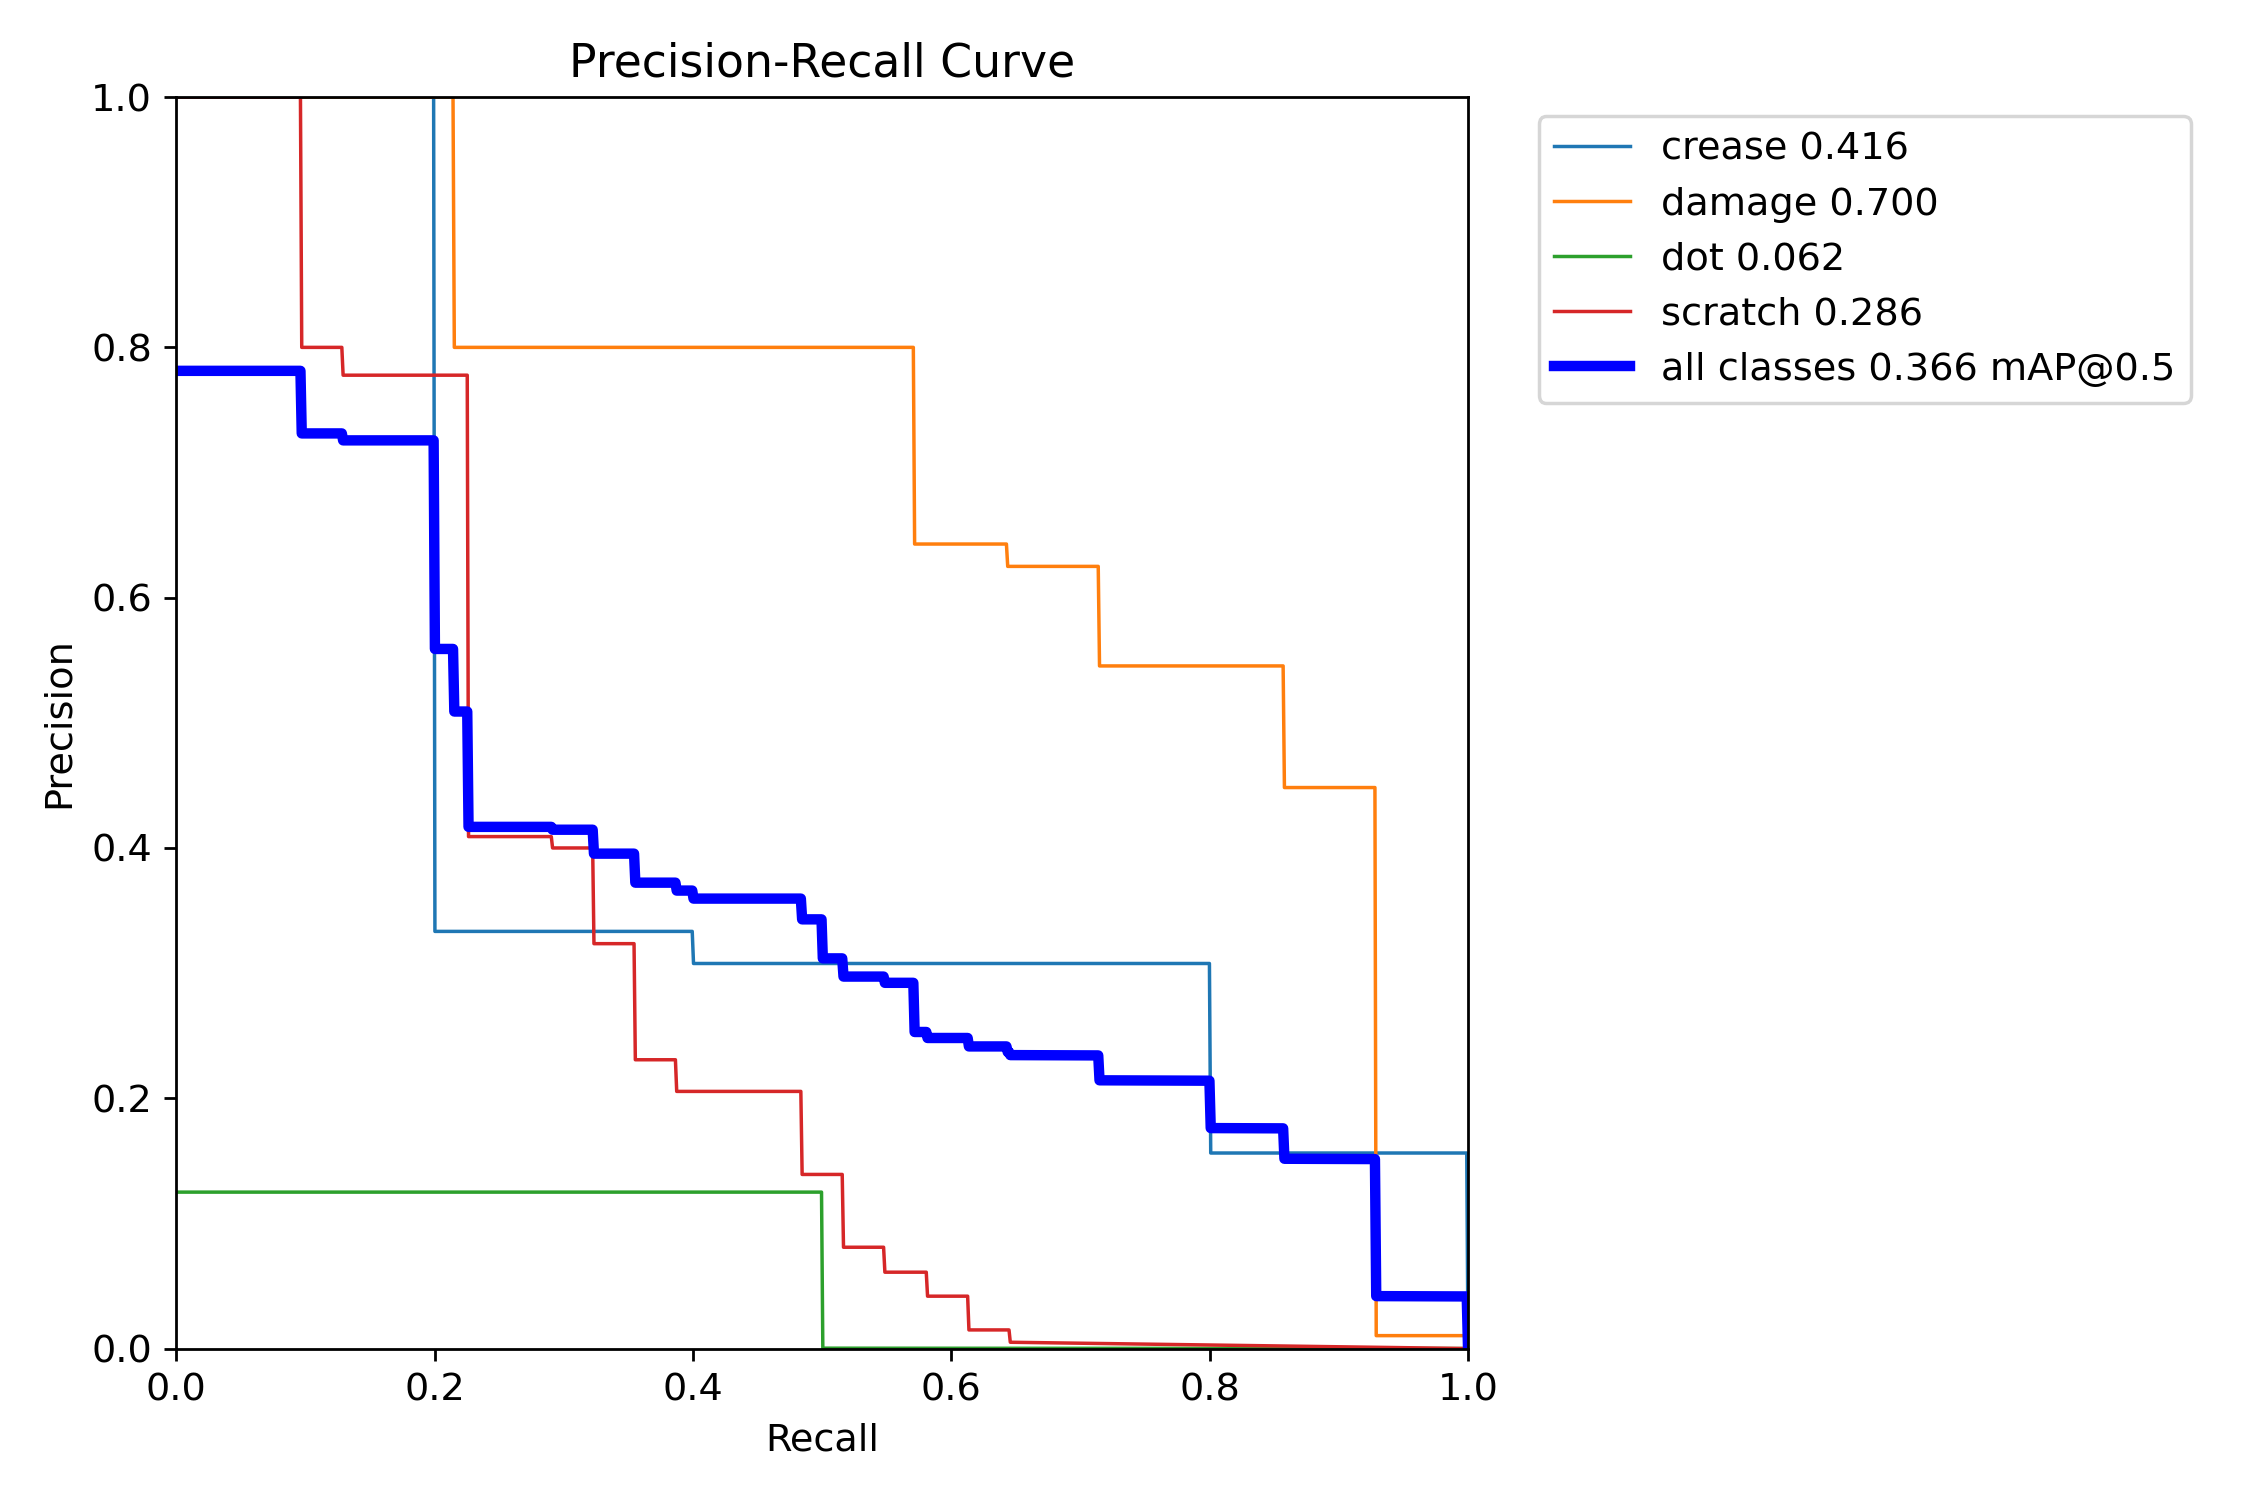 Precision-Recall Curve
1.0
0.8
0.6
0.4
0.2
0.0
Precision
0.0 0.2 0.4 0.6 0.8 1.0
Recall
crease 0.416
damage 0.700
dot 0.062
scratch 0.286
all classes 0.366 mAP@0.5